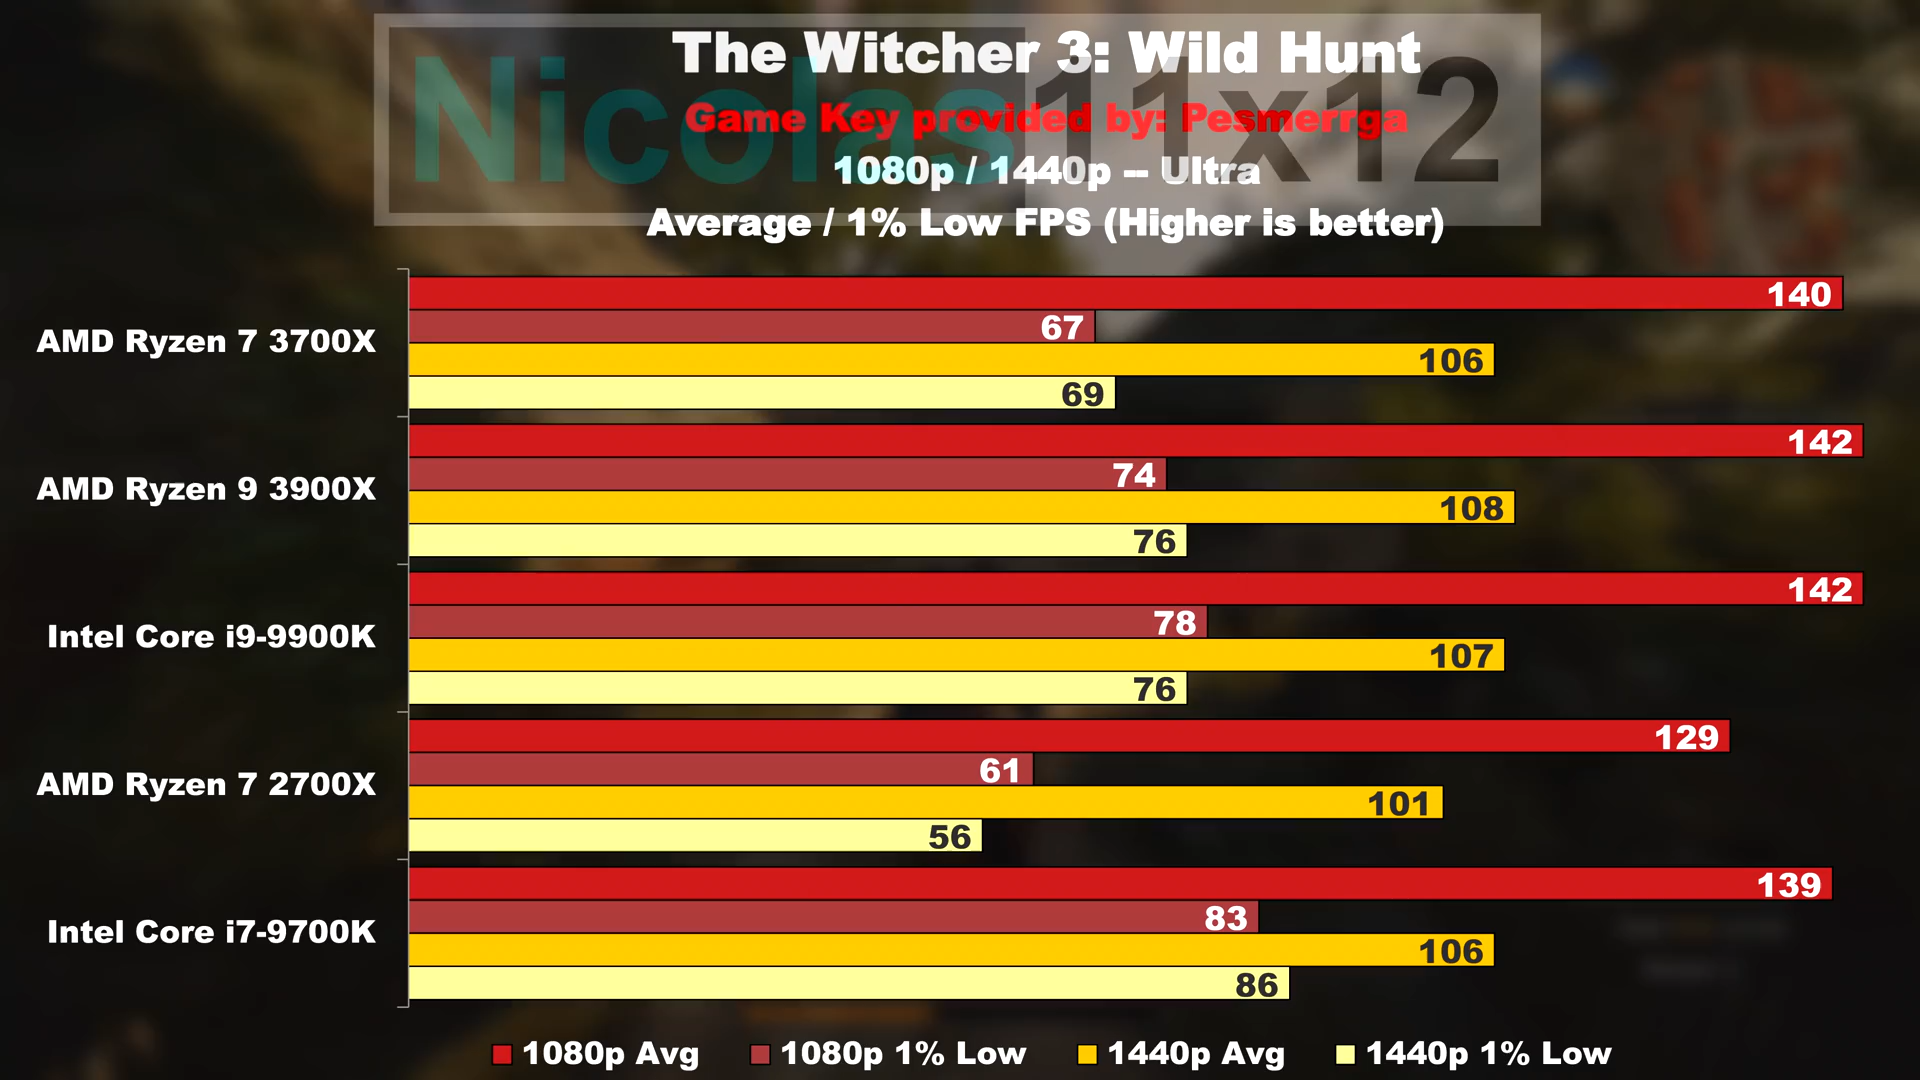 The Witcher 3: Wild Hunt
Nicolas11x12
Game Key provided by: Pesmerrga
1080p / 1440p -- Ultra
Average / 1% Low FPS (Higher is better)
AMD Ryzen 7 3700X
140
67
106
69
AMD Ryzen 9 3900X
142
74
108
76
Intel Core i9-9900K
142
78
107
76
AMD Ryzen 7 2700X
129
61
101
56
Intel Core i7-9700K
139
83
106
86
1080p Avg 1080p 1% Low 1440p Avg 1440p 1% Low